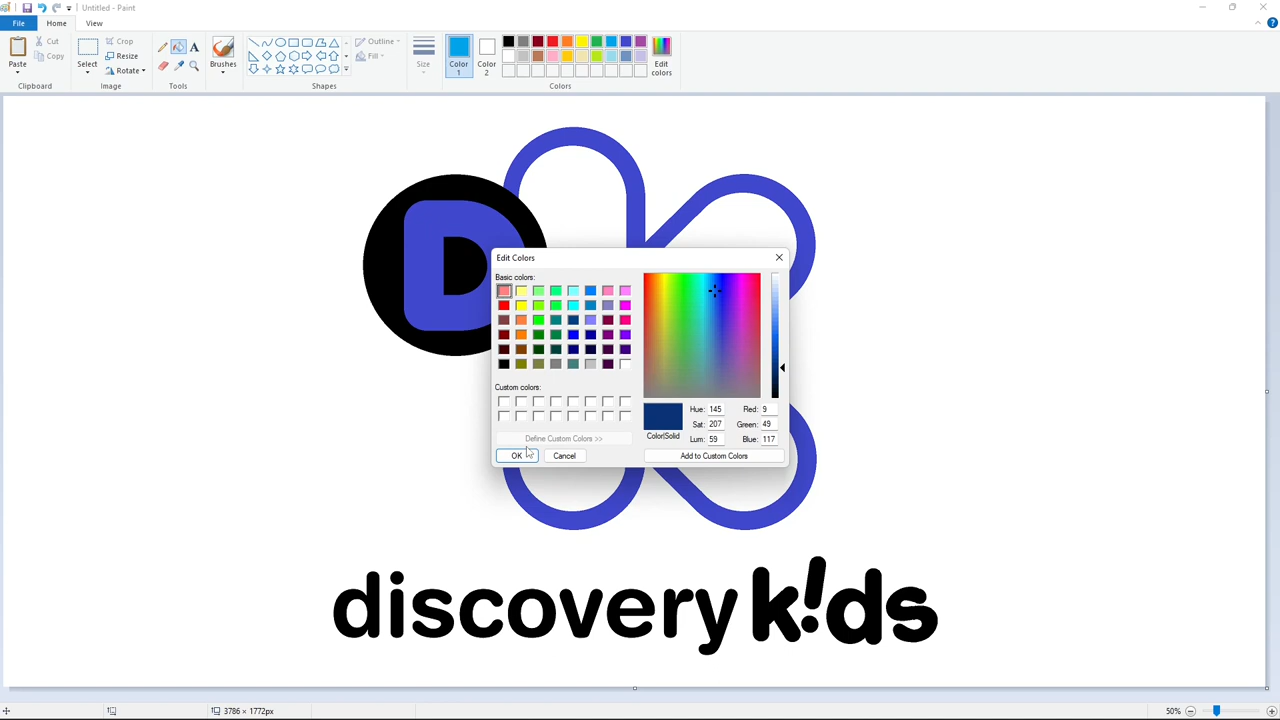 Untitled - Paint
File Home View
Paste
Cut
Copy
Clipboard
Select
Crop
Resize
Rotate
Image
A
Tools
Brushes
Outline
Fill
Shapes
Size
Color 1
Color 2
Edit colors
Colors
D
Edit Colors
Basic colors:
Custom colors:
Define Custom Colors >>
OK Cancel
Color|Solid
Hue: 145 Red: 9
Sat: 207 Green: 49
Lum: 59 Blue: 117
Add to Custom Colors
discovery k!ds
3786 × 1772px
50%